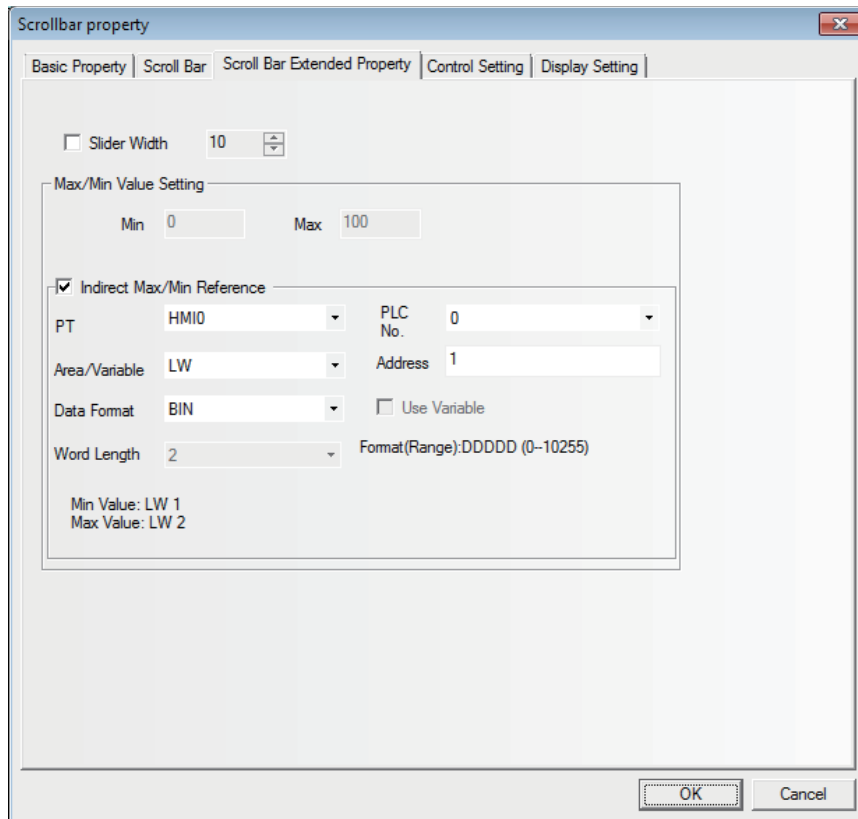 Scrollbar property
Basic Property Scroll Bar Scroll Bar Extended Property Control Setting Display Setting
Slider Width 10
Max/Min Value Setting
Min 0 Max 100
Indirect Max/Min Reference
PT HMI0 PLC No. 0
Area/Variable LW Address 1
Data Format BIN Use Variable
Word Length 2 Format(Range):DDDDD (0--10255)
Min Value: LW 1
Max Value: LW 2
OK Cancel